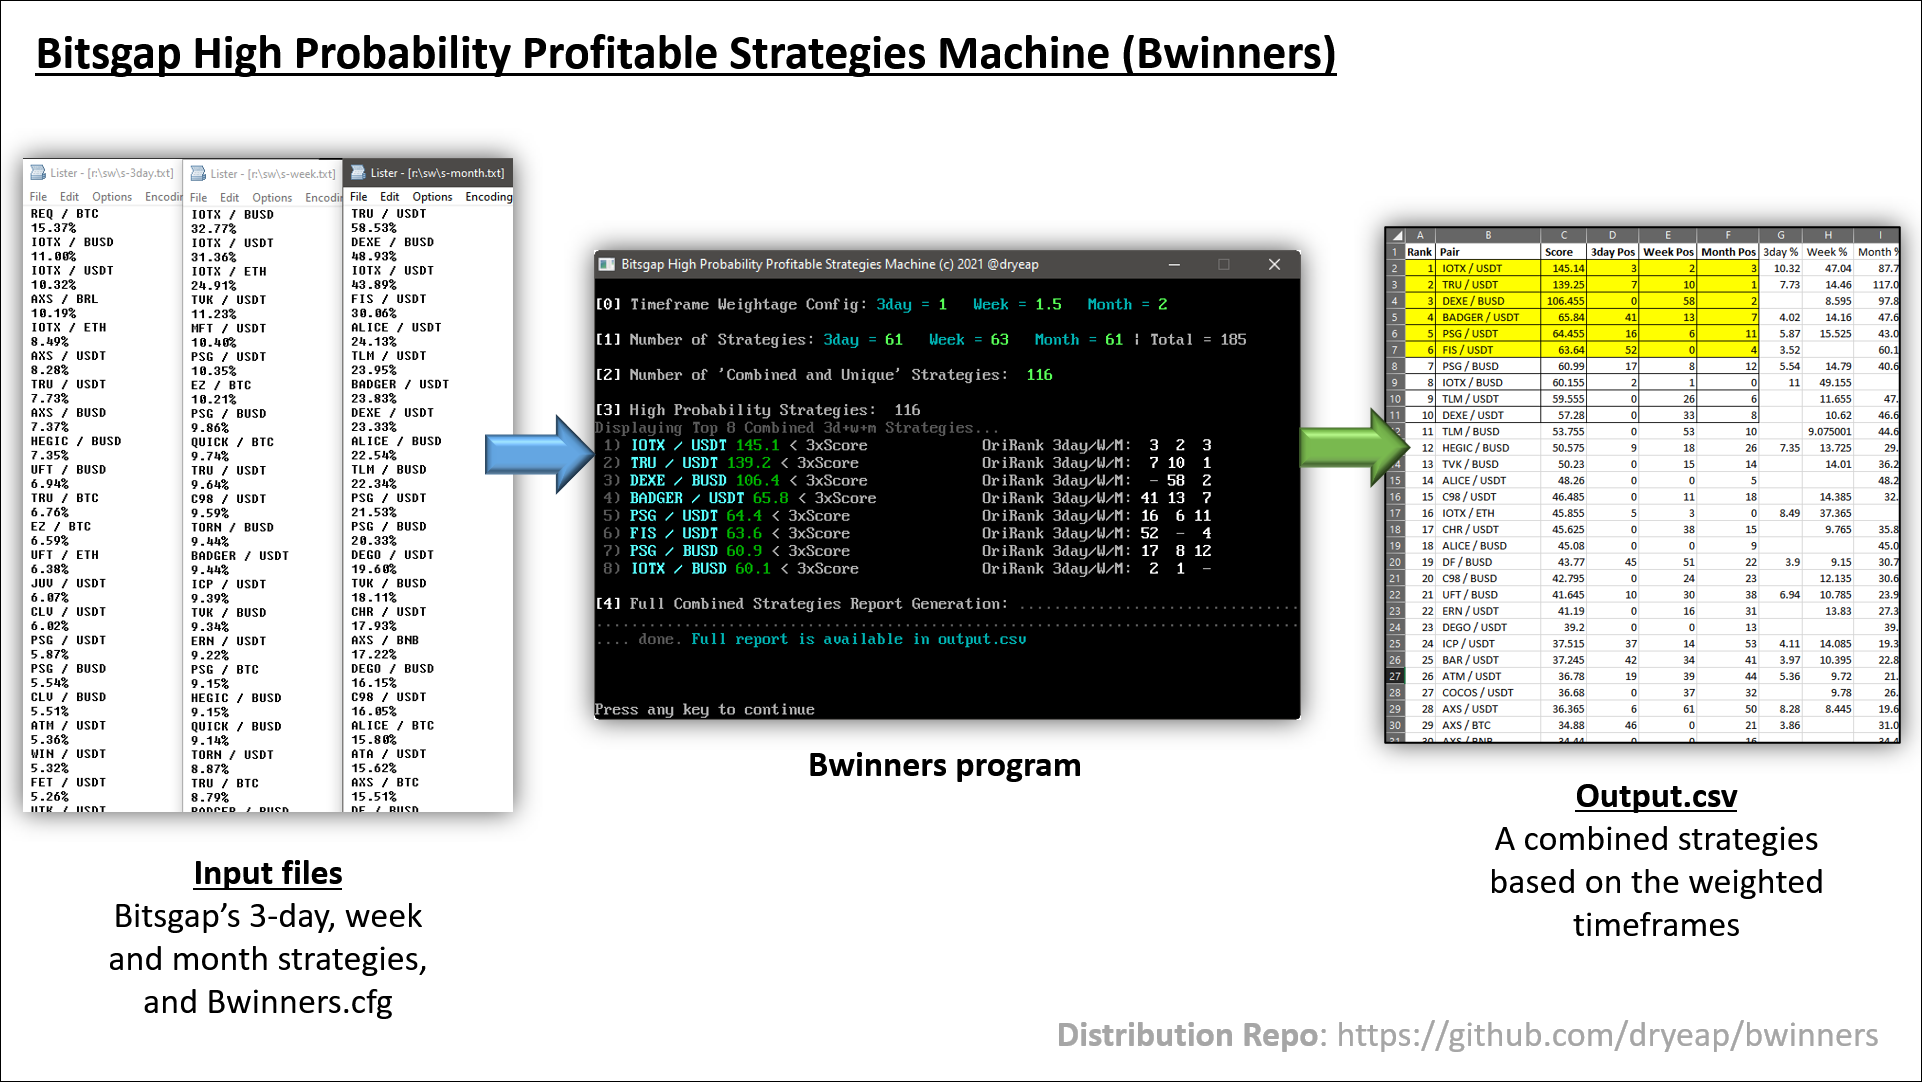 Bitsgap High Probability Profitable Strategies Machine (Bwinners)
Lister - [r:\sw\s-3day.txt]
File Edit Options Encodin
REQ / BTC
15.37%
IOTX / BUSD
11.00%
IOTX / USDT
10.32%
AXS / BRL
10.19%
IOTX / ETH
8.49%
AXS / USDT
8.28%
TRU / USDT
7.73%
AXS / BUSD
7.37%
HEGIC / BUSD
7.35%
UFT / BUSD
6.94%
TRU / BTC
6.76%
EZ / BTC
6.59%
UFT / ETH
6.38%
JUV / USDT
6.07%
CLV / USDT
6.02%
PSG / USDT
5.87%
PSG / BUSD
5.54%
CLV / BUSD
5.51%
ATM / USDT
5.36%
WIN / USDT
5.32%
FET / USDT
5.26%
UTK / USDT
Lister - [r:\sw\s-week.txt]
File Edit Options Encodi
IOTX / BUSD
32.77%
IOTX / USDT
31.36%
IOTX / ETH
24.91%
TVK / USDT
11.23%
MFT / USDT
10.40%
PSG / USDT
10.35%
EZ / BTC
10.21%
PSG / BUSD
9.86%
QUICK / BTC
9.74%
TRU / USDT
9.64%
C98 / USDT
9.59%
TORN / BUSD
9.44%
BADGER / USDT
9.44%
ICP / USDT
9.39%
TVK / BUSD
9.34%
ERN / USDT
9.22%
PSG / BTC
9.15%
HEGIC / BUSD
9.15%
QUICK / BUSD
9.14%
TORN / USDT
8.87%
TRU / BTC
8.79%
BADGER / BUSD
Lister - [r:\sw\s-month.txt]
File Edit Options Encoding
TRU / USDT
58.53%
DEXE / BUSD
48.93%
IOTX / USDT
43.89%
FIS / USDT
30.06%
ALICE / USDT
24.13%
TLM / USDT
23.95%
BADGER / USDT
23.83%
DEXE / USDT
23.33%
ALICE / BUSD
22.54%
TLM / BUSD
22.34%
PSG / USDT
21.53%
PSG / BUSD
20.33%
DEGO / USDT
19.60%
TVK / BUSD
18.11%
CHR / USDT
17.93%
AXS / BNB
17.22%
DEGO / BUSD
16.15%
C98 / USDT
16.05%
ALICE / BTC
15.80%
ATA / USDT
15.62%
AXS / BTC
15.51%
DF / BUSD
Input files
Bitsgap's 3-day, week
and month strategies,
and Bwinners.cfg
Bitsgap High Probability Profitable Strategies Machine (c) 2021 @dryeap
[0] Timeframe Weightage Config: 3day = 1 Week = 1.5 Month = 2
[1] Number of Strategies: 3day = 61 Week = 63 Month = 61 | Total = 185
[2] Number of 'Combined and Unique' Strategies: 116
[3] High Probability Strategies: 116
Displaying Top 8 Combined 3d+w+m Strategies...
1) IOTX / USDT 145.1 < 3xScore OriRank 3day/W/M: 3 2 3
2) TRU / USDT 139.2 < 3xScore OriRank 3day/W/M: 7 10 1
3) DEXE / BUSD 106.4 < 3xScore OriRank 3day/W/M: - 58 2
4) BADGER / USDT 65.8 < 3xScore OriRank 3day/W/M: 41 13 7
5) PSG / USDT 64.4 < 3xScore OriRank 3day/W/M: 16 6 11
6) FIS / USDT 63.6 < 3xScore OriRank 3day/W/M: 52 - 4
7) PSG / BUSD 60.9 < 3xScore OriRank 3day/W/M: 17 8 12
8) IOTX / BUSD 60.1 < 3xScore OriRank 3day/W/M: 2 1 -
[4] Full Combined Strategies Report Generation: ................................
................................................................................
.... done. Full report is available in output.csv
Press any key to continue
Bwinners program
A B C D E F G H I
1 Rank Pair Score 3day Pos Week Pos Month Pos 3day % Week % Month %
2 1 IOTX / USDT 145.14 3 2 3 10.32 47.04 87.7
3 2 TRU / USDT 139.25 7 10 1 7.73 14.46 117.0
4 3 DEXE / BUSD 106.455 0 58 2 8.595 97.8
5 4 BADGER / USDT 65.84 41 13 7 4.02 14.16 47.6
6 5 PSG / USDT 64.455 16 6 11 5.87 15.525 43.0
7 6 FIS / USDT 63.64 52 0 4 3.52 60.1
8 7 PSG / BUSD 60.99 17 8 12 5.54 14.79 40.6
9 8 IOTX / BUSD 60.155 2 1 0 11 49.155
10 9 TLM / USDT 59.555 0 26 6 11.655 47.
11 10 DEXE / USDT 57.28 0 33 8 10.62 46.6
12 11 TLM / BUSD 53.755 0 53 10 9.075001 44.6
12 HEGIC / BUSD 50.575 9 18 26 7.35 13.725 29.
14 13 TVK / BUSD 50.23 0 15 14 14.01 36.2
15 14 ALICE / USDT 48.26 0 0 5 48.2
16 15 C98 / USDT 46.485 0 11 18 14.385 32.
17 16 IOTX / ETH 45.855 5 3 0 8.49 37.365
18 17 CHR / USDT 45.625 0 38 15 9.765 35.8
19 18 ALICE / BUSD 45.08 0 0 9 45.0
20 19 DF / BUSD 43.77 45 51 22 3.9 9.15 30.7
21 20 C98 / BUSD 42.795 0 24 23 12.135 30.6
22 21 UFT / BUSD 41.645 10 30 38 6.94 10.785 23.9
23 22 ERN / USDT 41.19 0 16 31 13.83 27.3
24 23 DEGO / USDT 39.2 0 0 13 39.
25 24 ICP / USDT 37.515 37 14 53 4.11 14.085 19.3
26 25 BAR / USDT 37.245 42 34 41 3.97 10.395 22.8
27 26 ATM / USDT 36.78 19 39 44 5.36 9.72 21.
28 27 COCOS / USDT 36.68 0 37 32 9.78 26.
29 28 AXS / USDT 36.365 6 61 50 8.28 8.445 19.6
30 29 AXS / BTC 34.88 46 0 21 3.86 31.0
31 30 AXS / BNB 34.44 0 0 16 34.4
Output.csv
A combined strategies
based on the weighted
timeframes
Distribution Repo: https://github.com/dryeap/bwinners